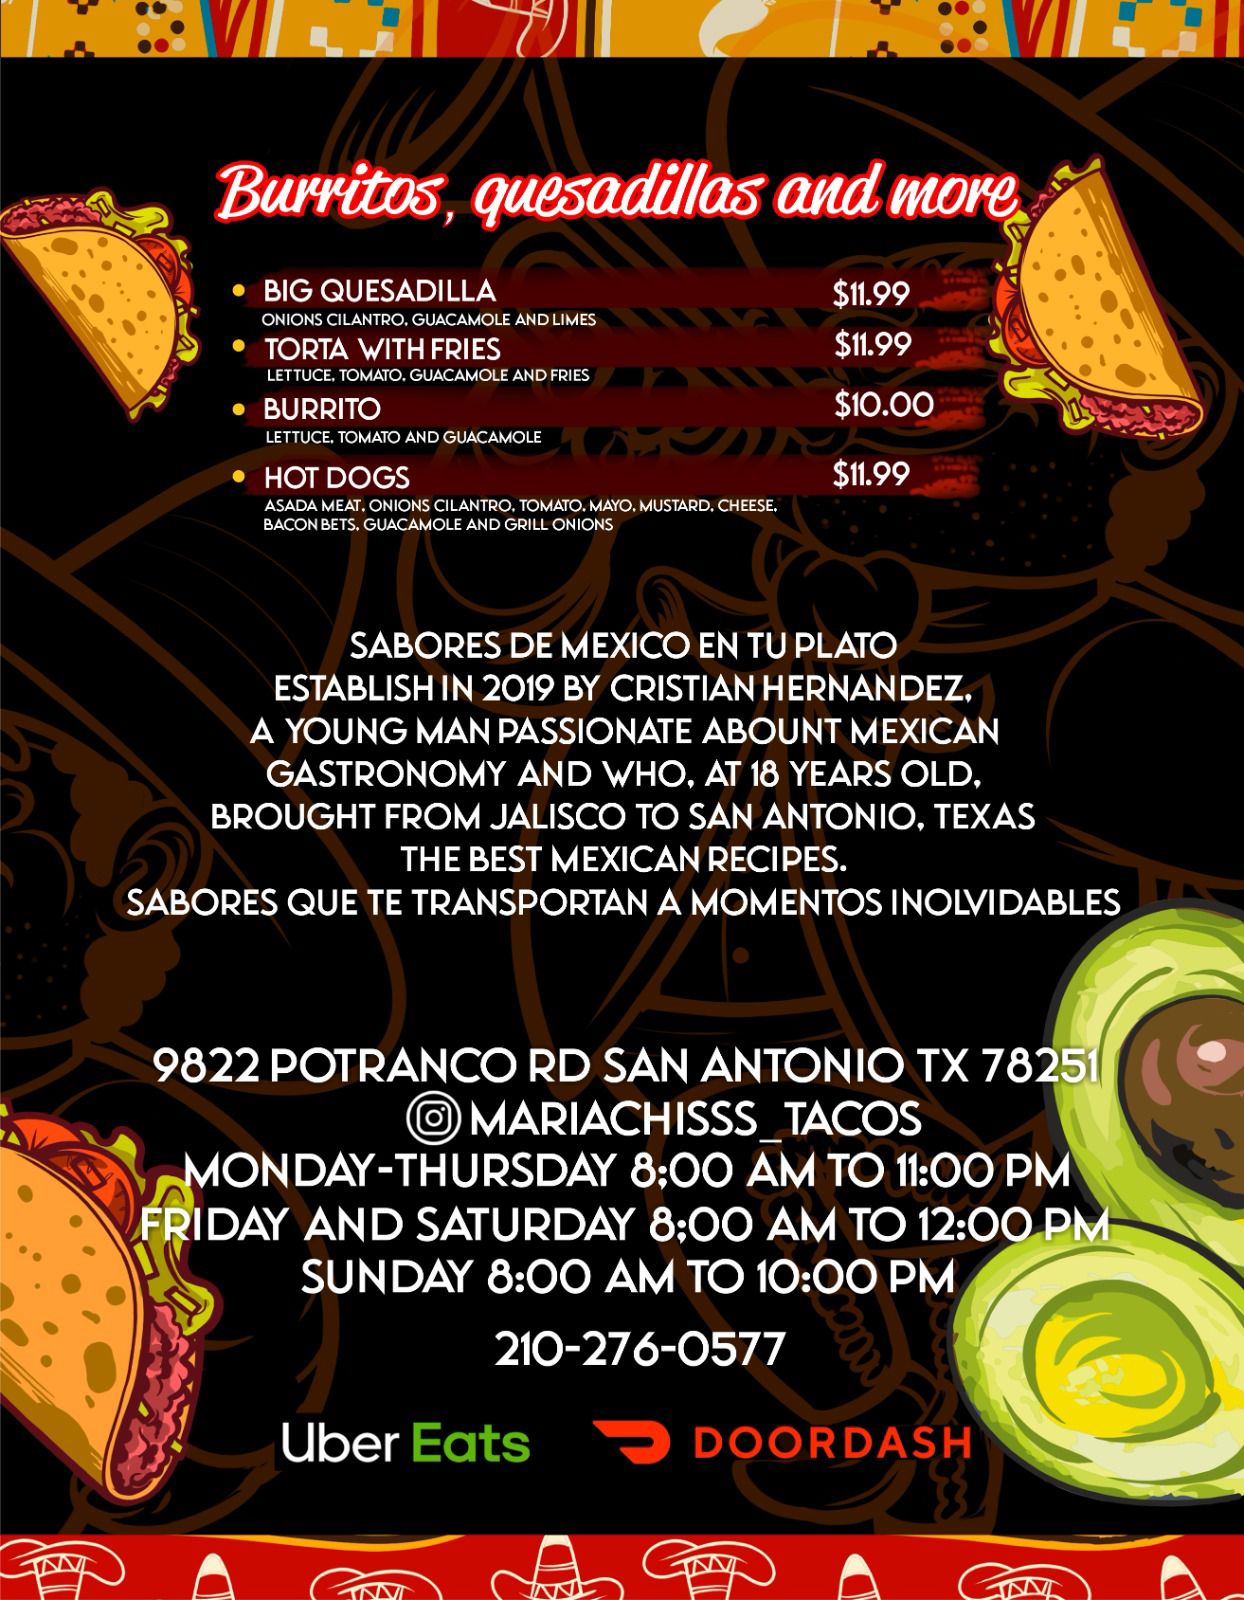 Burritos, quesadillas and more
• BIG QUESADILLA $11.99
ONIONS CILANTRO, GUACAMOLE AND LIMES
• TORTA WITH FRIES $11.99
LETTUCE, TOMATO, GUACAMOLE AND FRIES
• BURRITO $10.00
LETTUCE, TOMATO AND GUACAMOLE
• HOT DOGS $11.99
ASADA MEAT, ONIONS CILANTRO, TOMATO, MAYO, MUSTARD, CHEESE,
BACON BETS, GUACAMOLE AND GRILL ONIONS
SABORES DE MEXICO EN TU PLATO
ESTABLISH IN 2019 BY CRISTIAN HERNANDEZ,
A YOUNG MAN PASSIONATE ABOUNT MEXICAN
GASTRONOMY AND WHO, AT 18 YEARS OLD,
BROUGHT FROM JALISCO TO SAN ANTONIO, TEXAS
THE BEST MEXICAN RECIPES.
SABORES QUE TE TRANSPORTAN A MOMENTOS INOLVIDABLES
9822 POTRANCO RD SAN ANTONIO TX 78251
MARIACHISSS_TACOS
MONDAY-THURSDAY 8;00 AM TO 11:00 PM
FRIDAY AND SATURDAY 8;00 AM TO 12:00 PM
SUNDAY 8:00 AM TO 10:00 PM
210-276-0577
Uber Eats DOORDASH